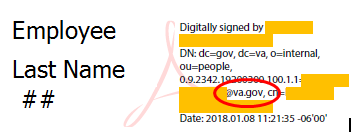 Employee
Last Name
##
Digitally signed by
DN: dc=gov, dc=va, o=internal,
ou=people,
0.9.2342.19200300.100.1.1=
@va.gov, cn=
Date: 2018.01.08 11:21:35 -06'00'